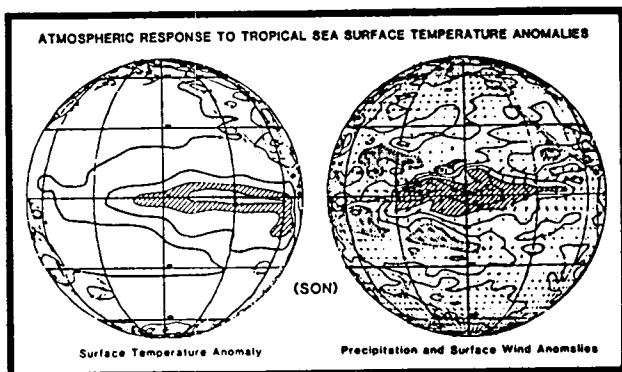 ATMOSPHERIC RESPONSE TO TROPICAL SEA SURFACE TEMPERATURE ANOMALIES
(SON)
Surface Temperature Anomaly
Precipitation and Surface Wind Anomalies